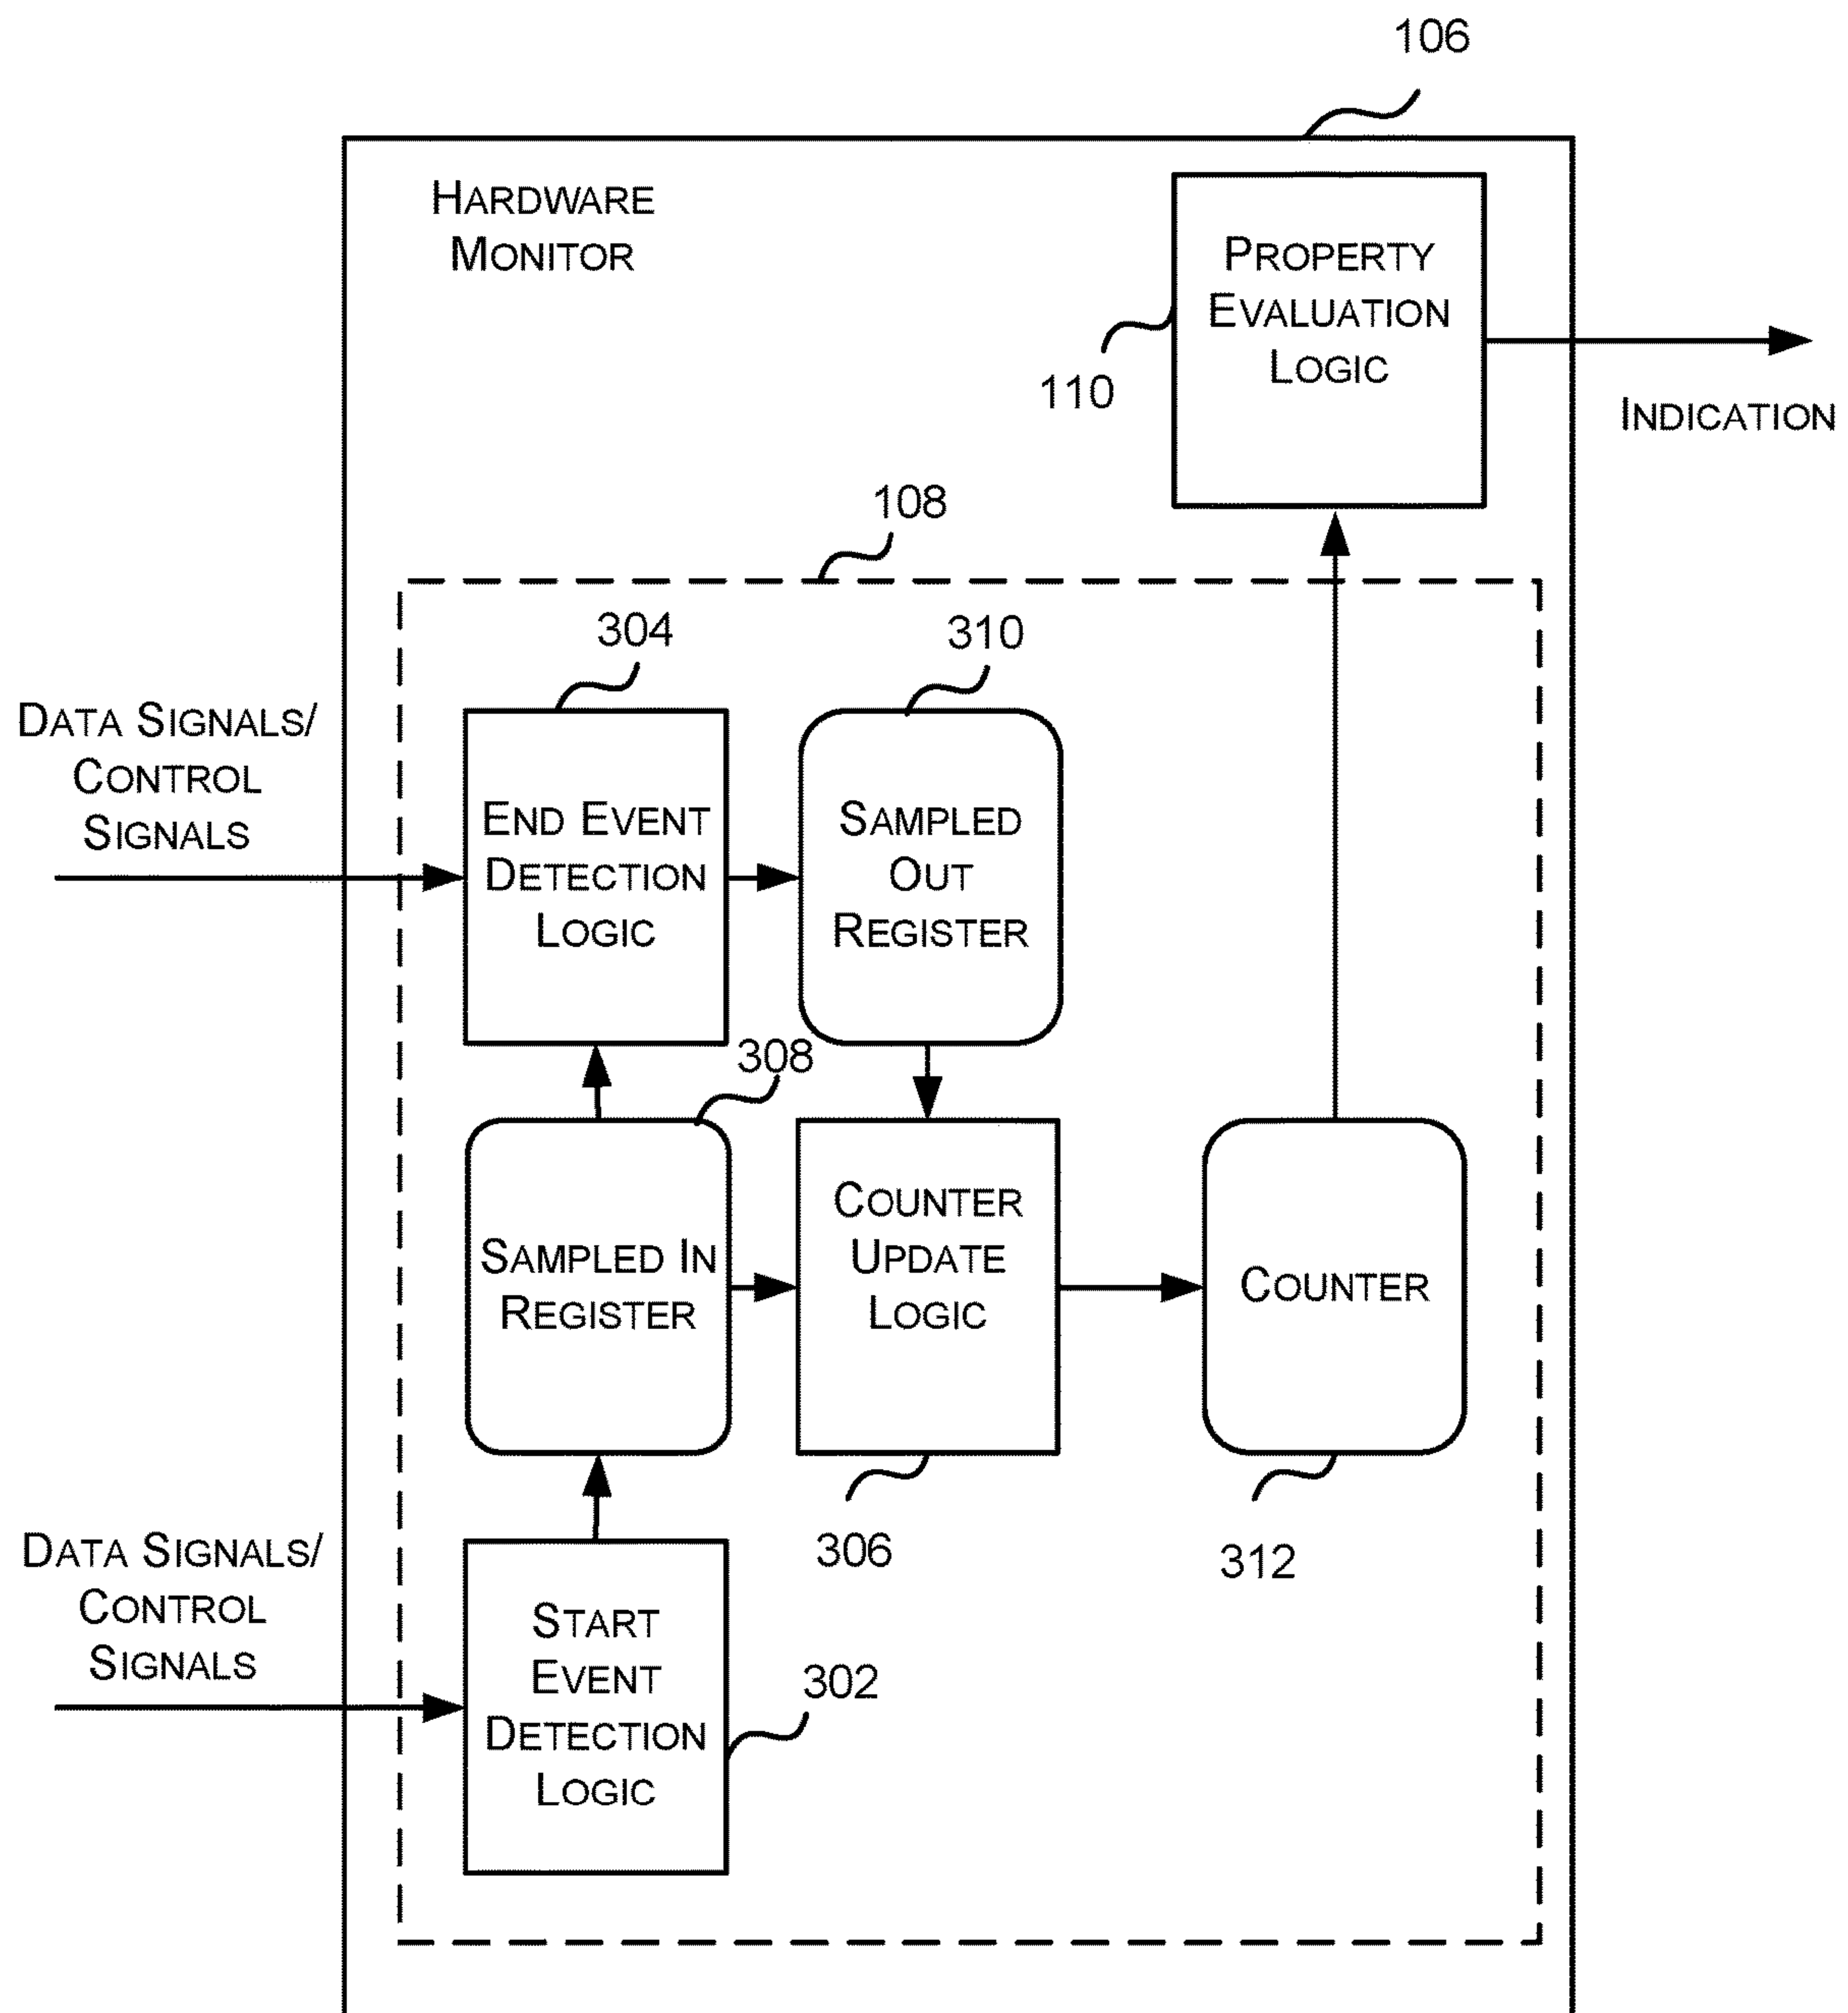 106
HARDWARE
MONITOR
PROPERTY
EVALUATION
LOGIC
110
INDICATION
108
304
310
DATA SIGNALS/
CONTROL
SIGNALS
END EVENT
DETECTION
LOGIC
SAMPLED
OUT
REGISTER
308
SAMPLED IN
REGISTER
COUNTER
UPDATE
LOGIC
COUNTER
306
312
DATA SIGNALS/
CONTROL
SIGNALS
START
EVENT
DETECTION
LOGIC
302